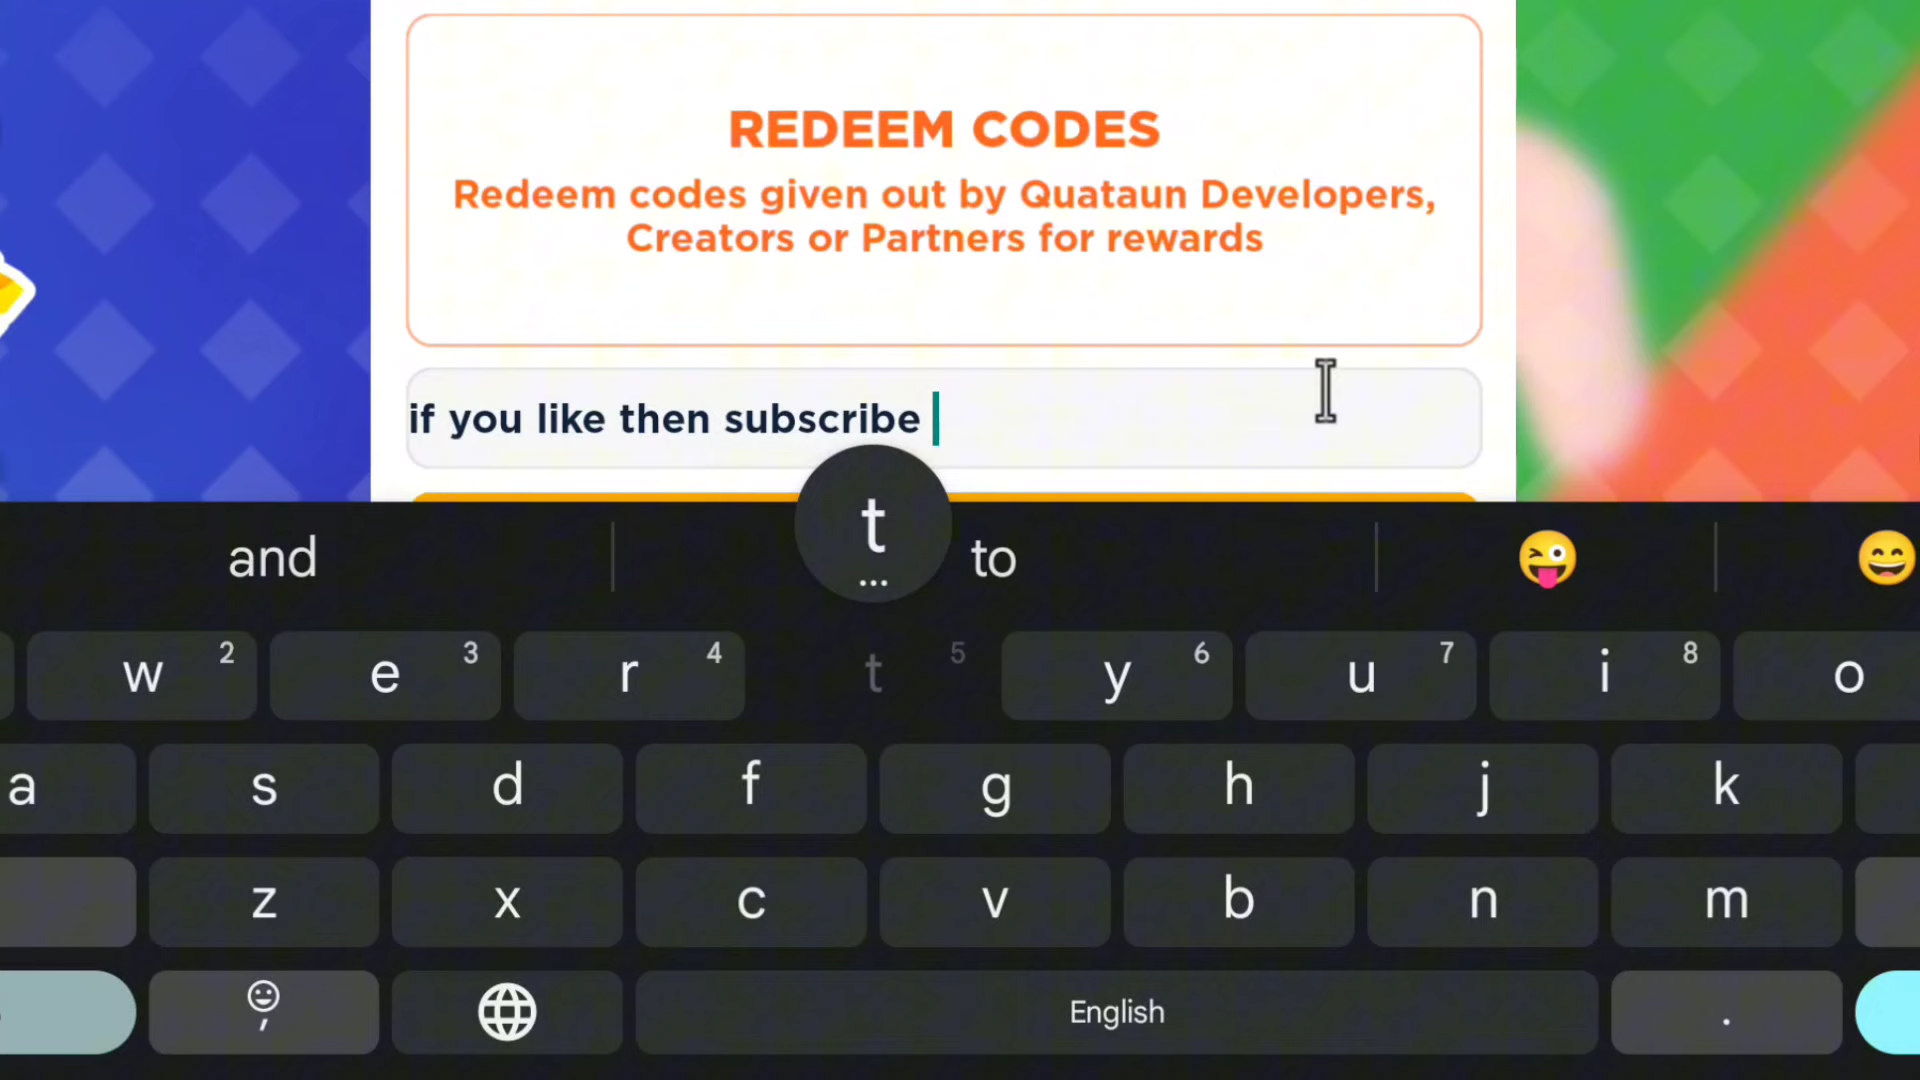 REDEEM CODES
Redeem codes given out by Quataun Developers,
Creators or Partners for rewards
if you like then subscribe
t
...
and to
w 2 e 3 r 4 t 5 y 6 u 7 i 8 o
a s d f g h j k
z x c v b n m
, English .